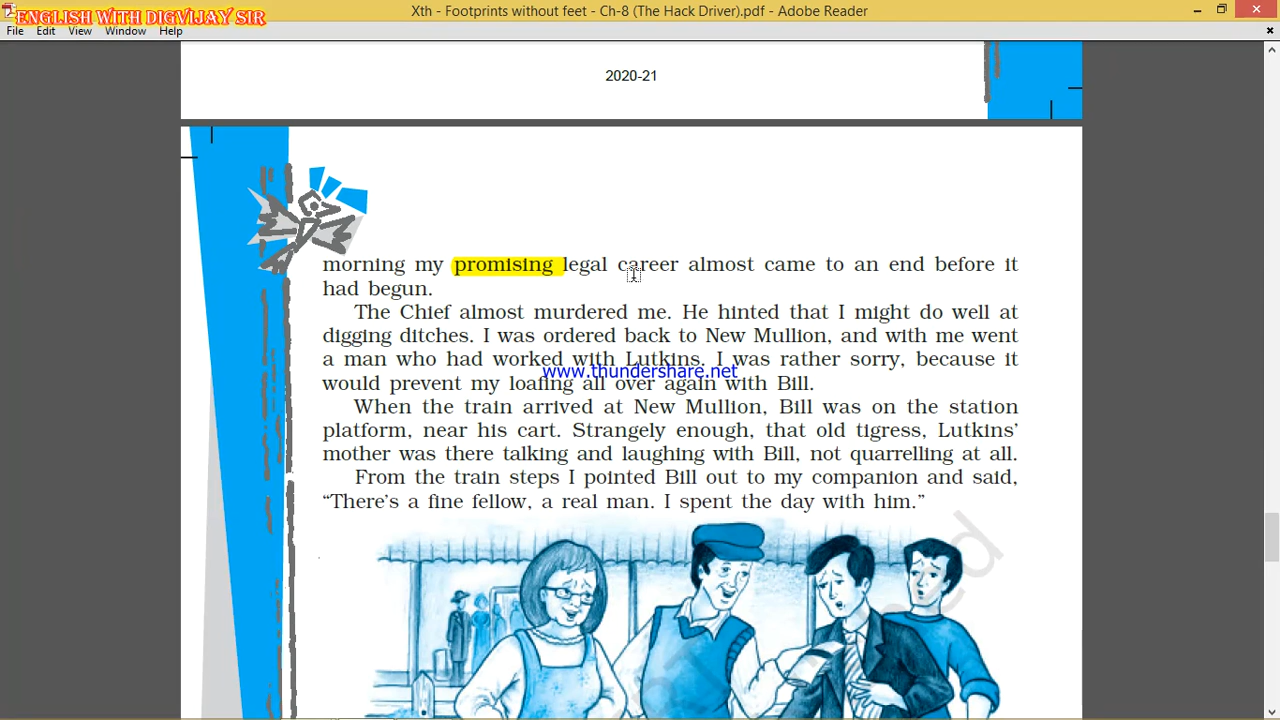 ENGLISH WITH DIGVIJAY SIR
Xth - Footprints without feet - Ch-8 (The Hack Driver).pdf - Adobe Reader
File Edit View Window Help
2020-21
morning my promising legal career almost came to an end before it
had begun.
The Chief almost murdered me. He hinted that I might do well at
digging ditches. I was ordered back to New Mullion, and with me went
a man who had worked with Lutkins. I was rather sorry, because it
www.thundershare.net
would prevent my loafing all over again with Bill.
When the train arrived at New Mullion, Bill was on the station
platform, near his cart. Strangely enough, that old tigress, Lutkins’
mother was there talking and laughing with Bill, not quarrelling at all.
From the train steps I pointed Bill out to my companion and said,
“There’s a fine fellow, a real man. I spent the day with him.”